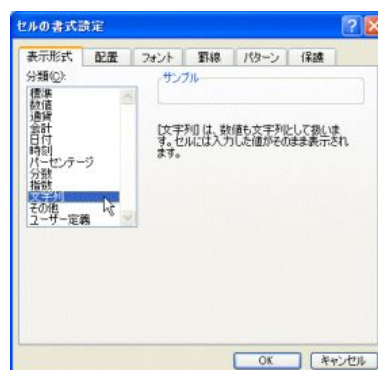 セルの書式設定
表示形式 配置 フォント 罫線 パターン 保護
分類(C):
サンプル
標準
数値
通貨
会計
日付
時刻
パーセンテージ
分数
指数
文字列
その他
ユーザー定義
[文字列] は、数値も文字列として扱いま
す。セルには入力した値がそのまま表示され
ます。
OK キャンセル